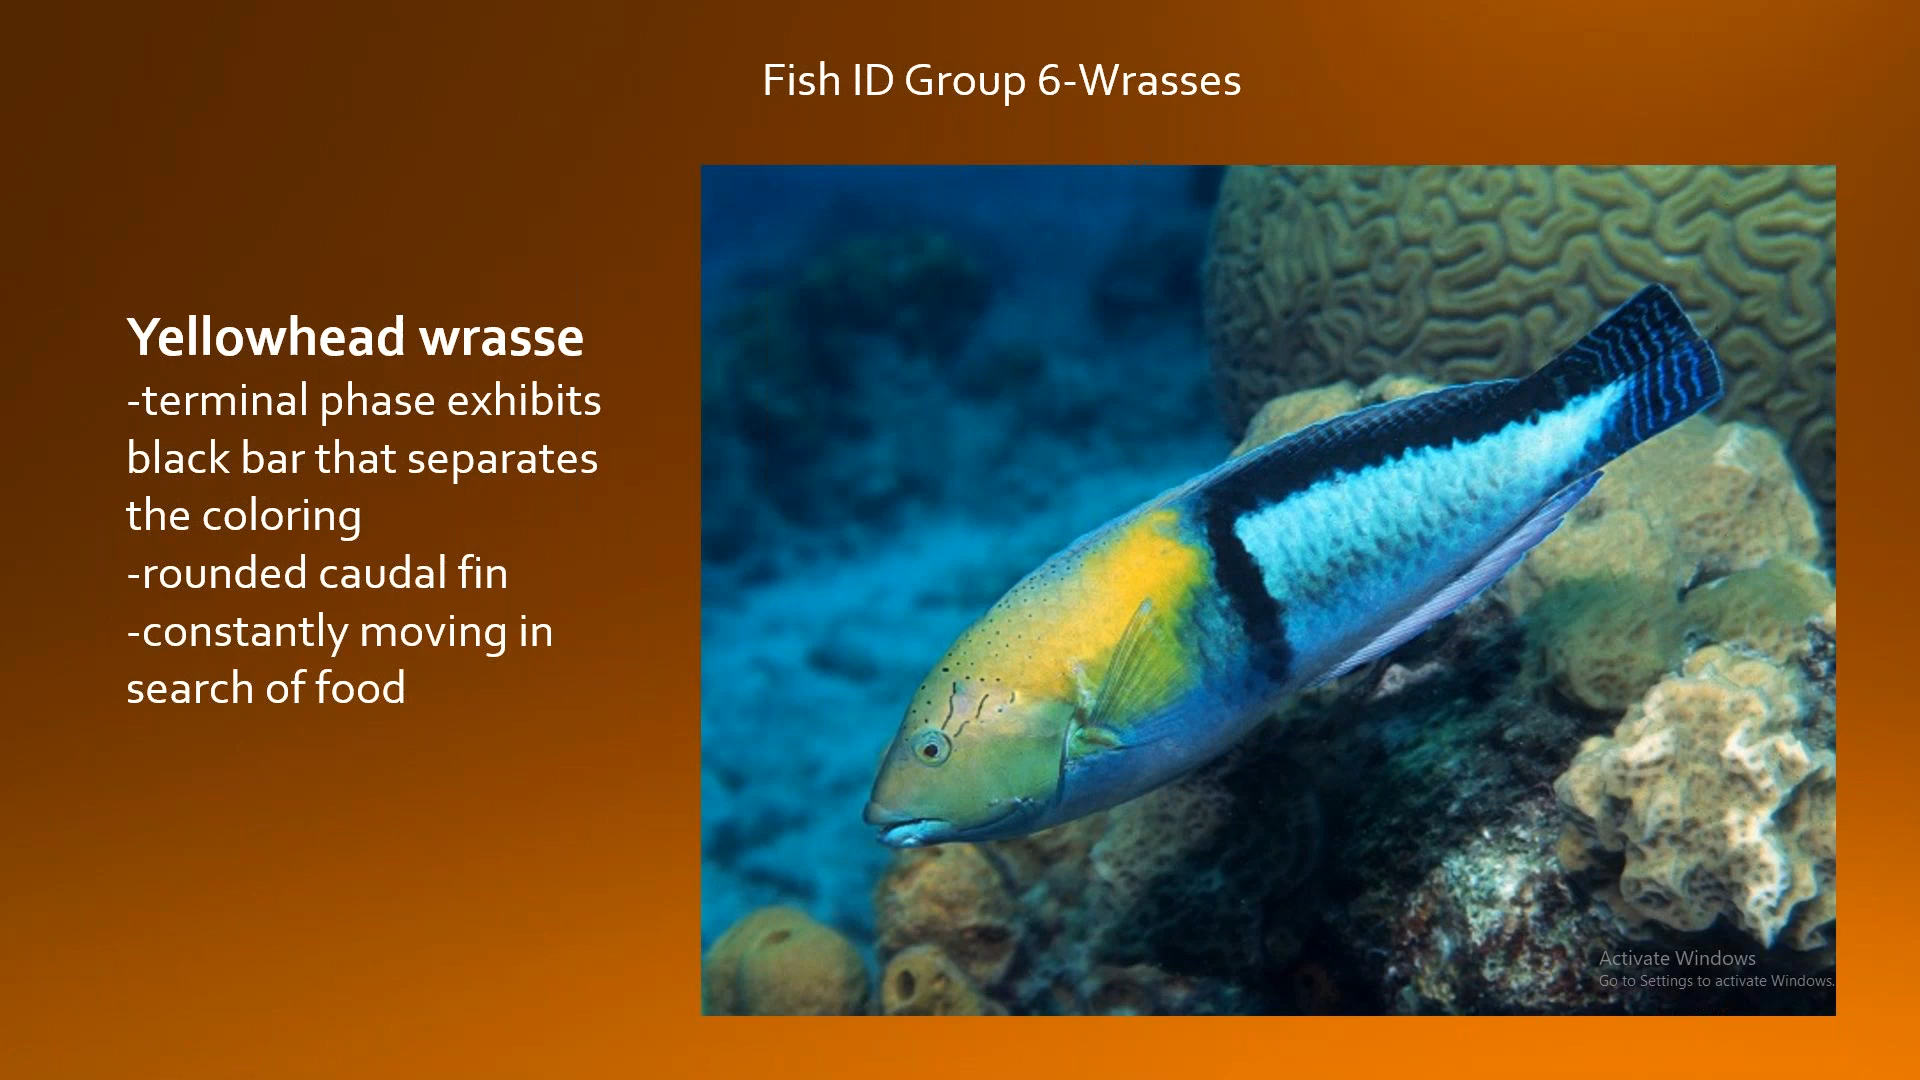 Fish ID Group 6-Wrasses
Yellowhead wrasse
-terminal phase exhibits
black bar that separates
the coloring
-rounded caudal fin
-constantly moving in
search of food
Activate Windows
Go to Settings to activate Windows.